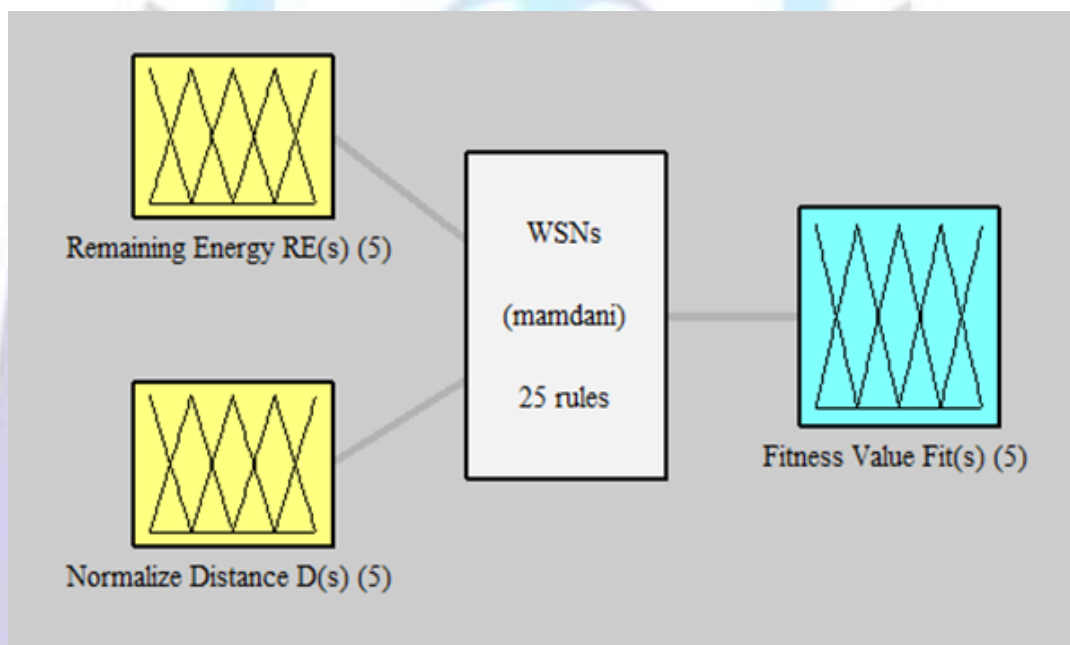 Remaining Energy RE(s) (5)
WSNs
(mamdani)
25 rules
Fitness Value Fit(s) (5)
Normalize Distance D(s) (5)